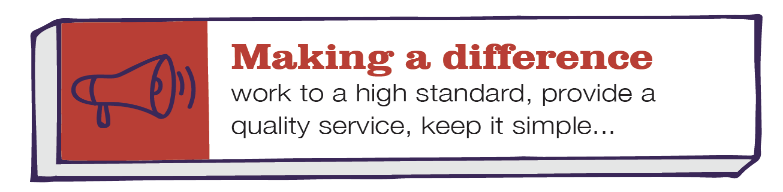 Making a difference
work to a high standard, provide a
quality service, keep it simple...